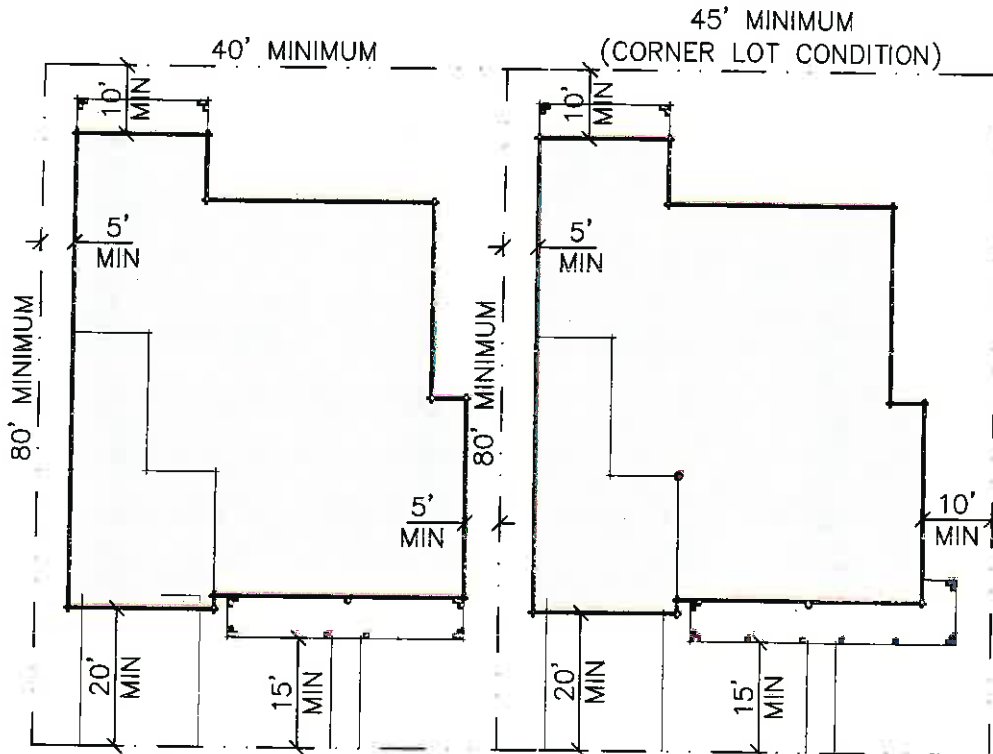 40' MINIMUM
45' MINIMUM
(CORNER LOT CONDITION)
10'
MIN
10'
MIN
5'
MIN
5'
MIN
80' MINIMUM
80' MINIMUM
5'
MIN
10'
MIN
20'
MIN
15'
MIN
20'
MIN
15'
MIN